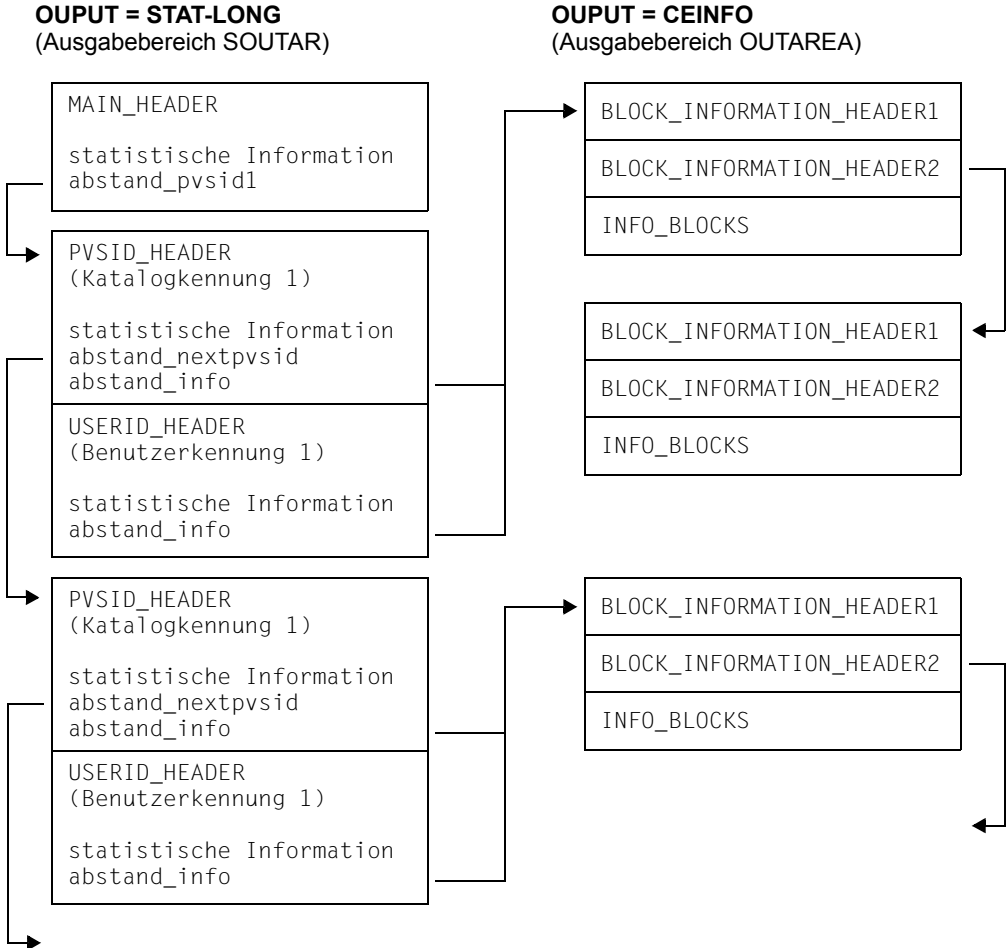 OUPUT = STAT-LONG
(Ausgabebereich SOUTAR)
MAIN_HEADER
statistische Information
abstand_pvsid1
PVSID_HEADER
(Katalogkennung 1)
statistische Information
abstand_nextpvsid
abstand_info
USERID_HEADER
(Benutzerkennung 1)
statistische Information
abstand_info
PVSID_HEADER
(Katalogkennung 1)
statistische Information
abstand_nextpvsid
abstand_info
USERID_HEADER
(Benutzerkennung 1)
statistische Information
abstand_info
OUPUT = CEINFO
(Ausgabebereich OUTAREA)
BLOCK_INFORMATION_HEADER1
BLOCK_INFORMATION_HEADER2
INFO_BLOCKS
BLOCK_INFORMATION_HEADER1
BLOCK_INFORMATION_HEADER2
INFO_BLOCKS
BLOCK_INFORMATION_HEADER1
BLOCK_INFORMATION_HEADER2
INFO_BLOCKS